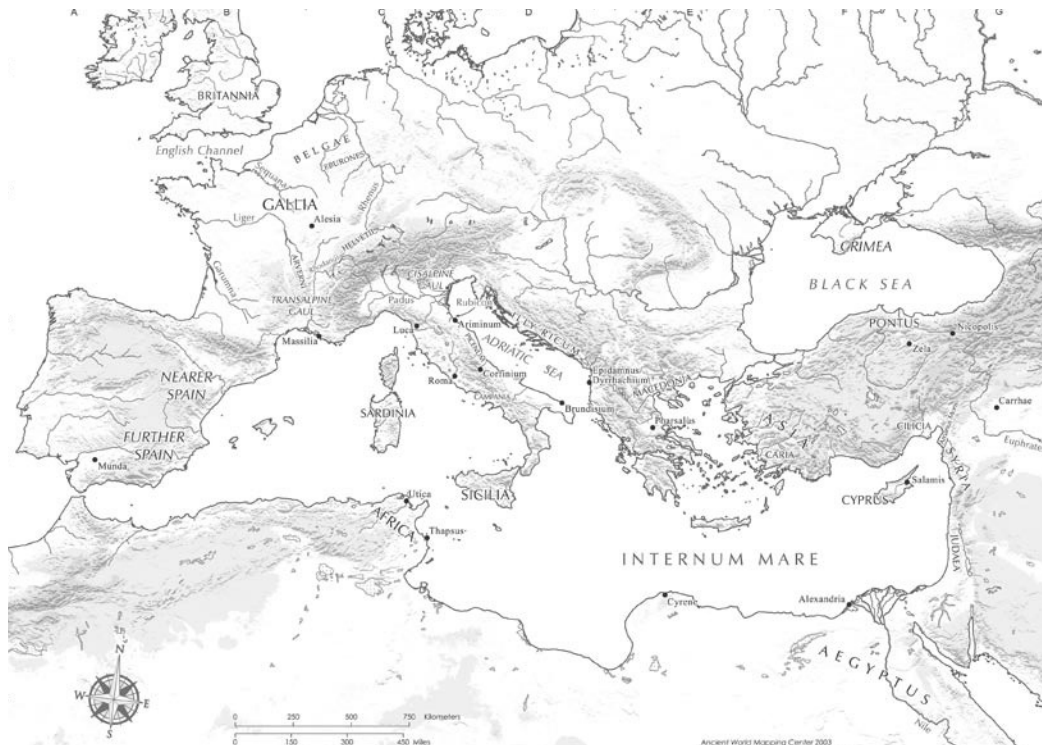 A B C D E F G
BRITANNIA
English Channel
BELGAE
EBURONES
Sequana
Rhenus
GALLIA
Liger
Alesia
HELVETII
ARVERNI
Garumna
CISALPINE
GAUL
TRANSALPINE
GAUL
Padus
Rubicon
CRIMEA
BLACK SEA
Massilia
Luca
Ariminum
ILLYRICUM
PICENUM
ADRIATIC
SEA
PONTUS
Nicopolis
Zela
NEARER
SPAIN
Roma
Corfinium
Epidamnus
Dyrrhachium
MACEDONIA
CAMPANIA
Brundisium
SARDINIA
Carrhae
FURTHER
SPAIN
Munda
Pharsalus
ASIA
CARIA
CILICIA
Euphrate
SYRIA
SICILIA
Salamis
CYPRUS
Utica
AFRICA
Thapsus
INTERNUM MARE
JUDAEA
Cyrene
Alexandria
AEGYPTUS
Nile
N
W E
S
0 250 500 750 Kilometers
0 150 300 450 Miles
Ancient World Mapping Center 2003